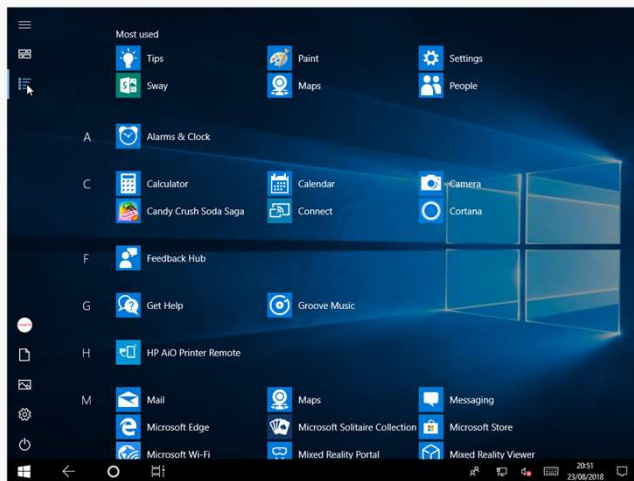 Most used
Tips Paint Settings
Sway Maps People
A Alarms & Clock
C Calculator Calendar Camera
Candy Crush Soda Saga Connect Cortana
F Feedback Hub
G Get Help Groove Music
H HP AiO Printer Remote
M Mail Maps Messaging
Microsoft Edge Microsoft Solitaire Collection Microsoft Store
Microsoft Wi-Fi Mixed Reality Portal Mixed Reality Viewer
20:51
23/08/2018